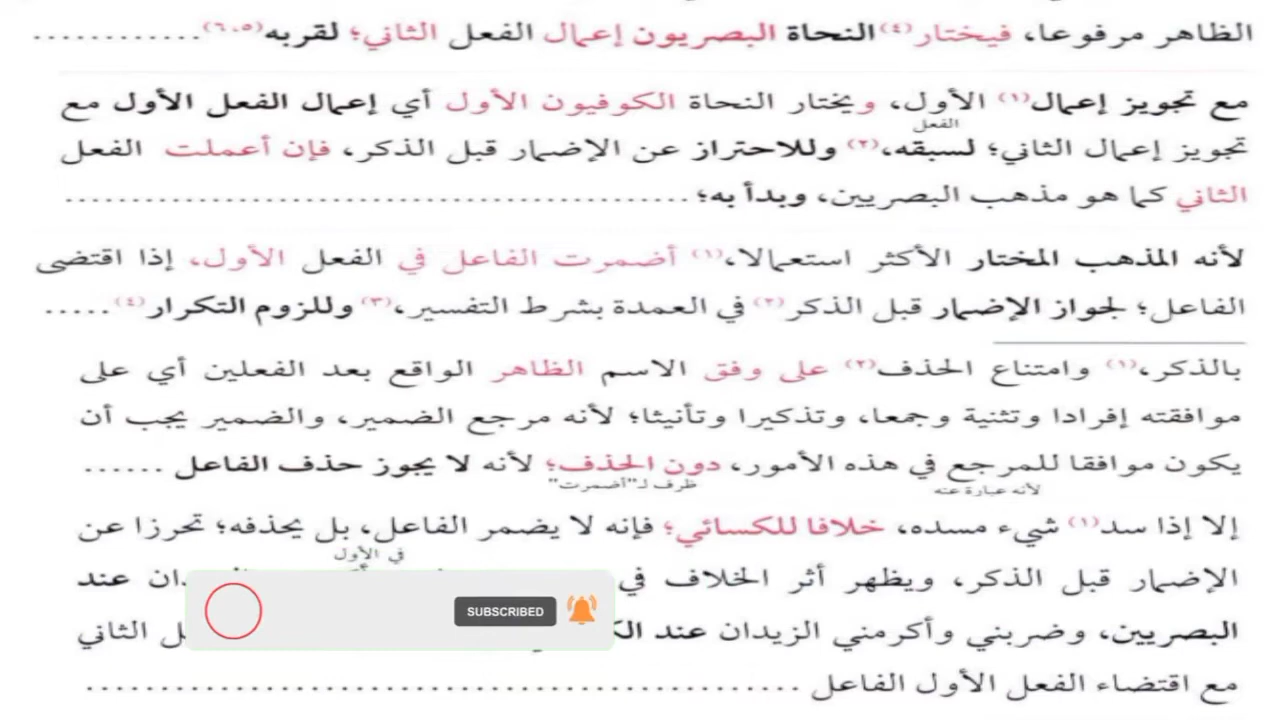 الظاهر مرفوعا، فيختار(٤) النحاة البصريون إعمال الفعل الثاني؛ لقربه(٦،٥)............
مع تجويز إعمال(١) الأول، ويختار النحاة الكوفيون الأول أي إعمال الفعل الأول مع
الفعل
تجويز إعمال الثاني؛ لسبقه،(٢) وللاحتراز عن الإضمار قبل الذكر، فإن أعملت الفعل
الثاني كما هو مذهب البصريين، وبدأ به؛................................................
لأنه المذهب المختار الأكثر استعمالا،(١) أضمرت الفاعل في الفعل الأول، إذا اقتضى
الفاعل؛ لجواز الإضمار قبل الذكر(٢) في العمدة بشرط التفسير،(٣) وللزوم التكرار(٤).....
بالذكر،(١) وامتناع الحذف(٢) على وفق الاسم الظاهر الواقع بعد الفعلين أي على
موافقته إفرادا وتثنية وجمعا، وتذكيرا وتأنيثا؛ لأنه مرجع الضمير، والضمير يجب أن
يكون موافقا للمرجع في هذه الأمور، دون الحذف؛ لأنه لا يجوز حذف الفاعل ......
لأنه عبارة عنه ظرف لـ"أضمرت"
إلا إذا سد(١) شيء مسده، خلافا للكسائي؛ فإنه لا يضمر الفاعل، بل يحذفه؛ تحرزا عن
في الأول
الإضمار قبل الذكر، ويظهر أثر الخلاف في عند
البصريين، وضربني وأكرمني الزيدان عند الثاني
مع اقتضاء الفعل الأول الفاعل ..........................................................
SUBSCRIBED